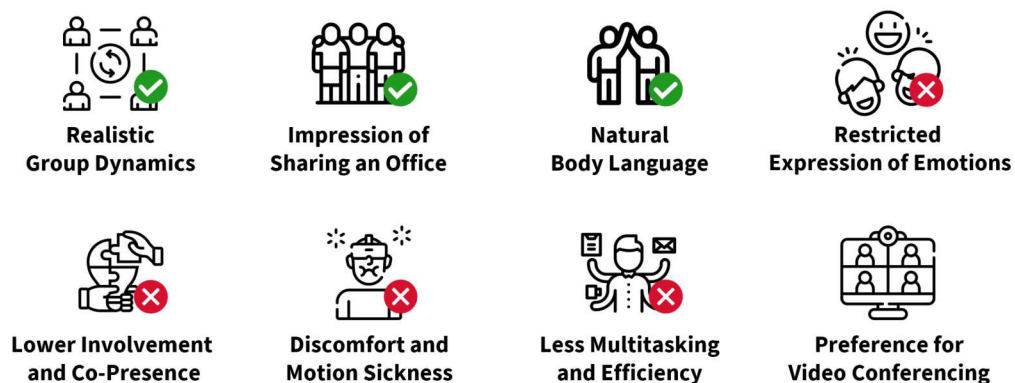 Realistic
Group Dynamics
Impression of
Sharing an Office
Natural
Body Language
Restricted
Expression of Emotions
Lower Involvement
and Co-Presence
Discomfort and
Motion Sickness
Less Multitasking
and Efficiency
Preference for
Video Conferencing